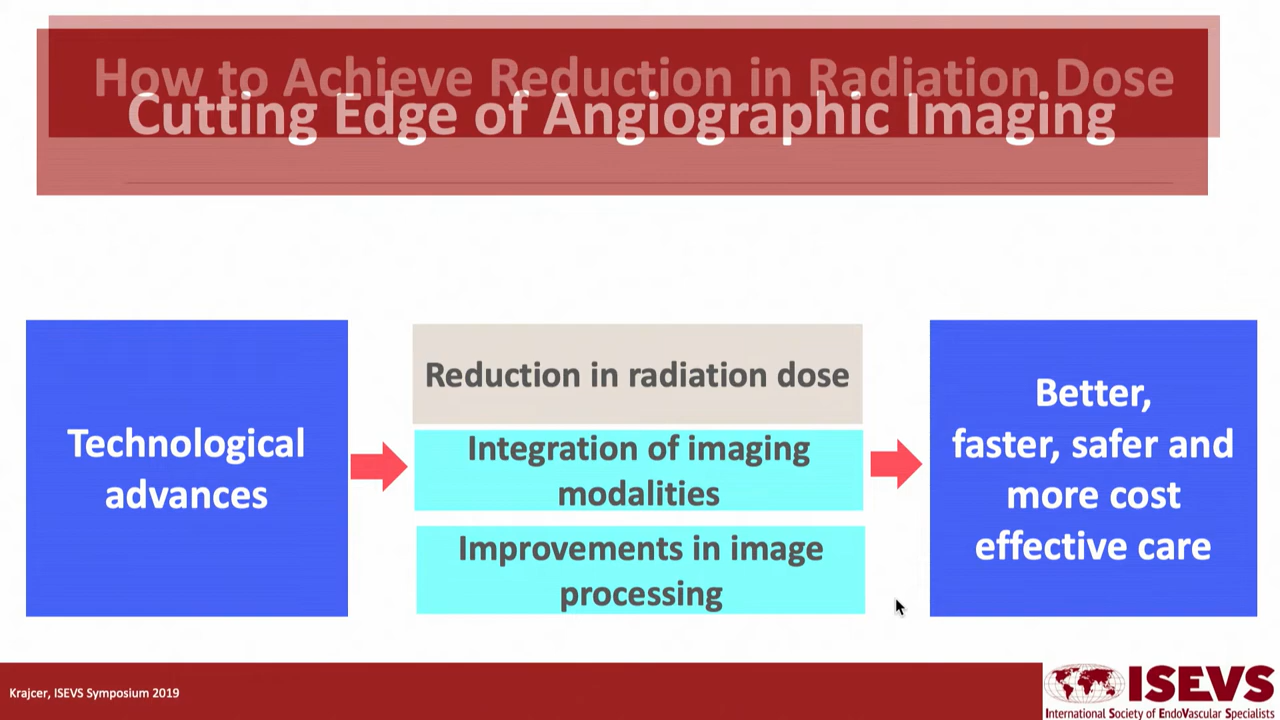 How to Achieve Reduction in Radiation Dose
Cutting Edge of Angiographic Imaging
Technological
advances
Reduction in radiation dose
Integration of imaging
modalities
Improvements in image
processing
Better,
faster, safer and
more cost
effective care
Krajcer, ISEVS Symposium 2019
ISEVS
International Society of EndoVascular Specialists